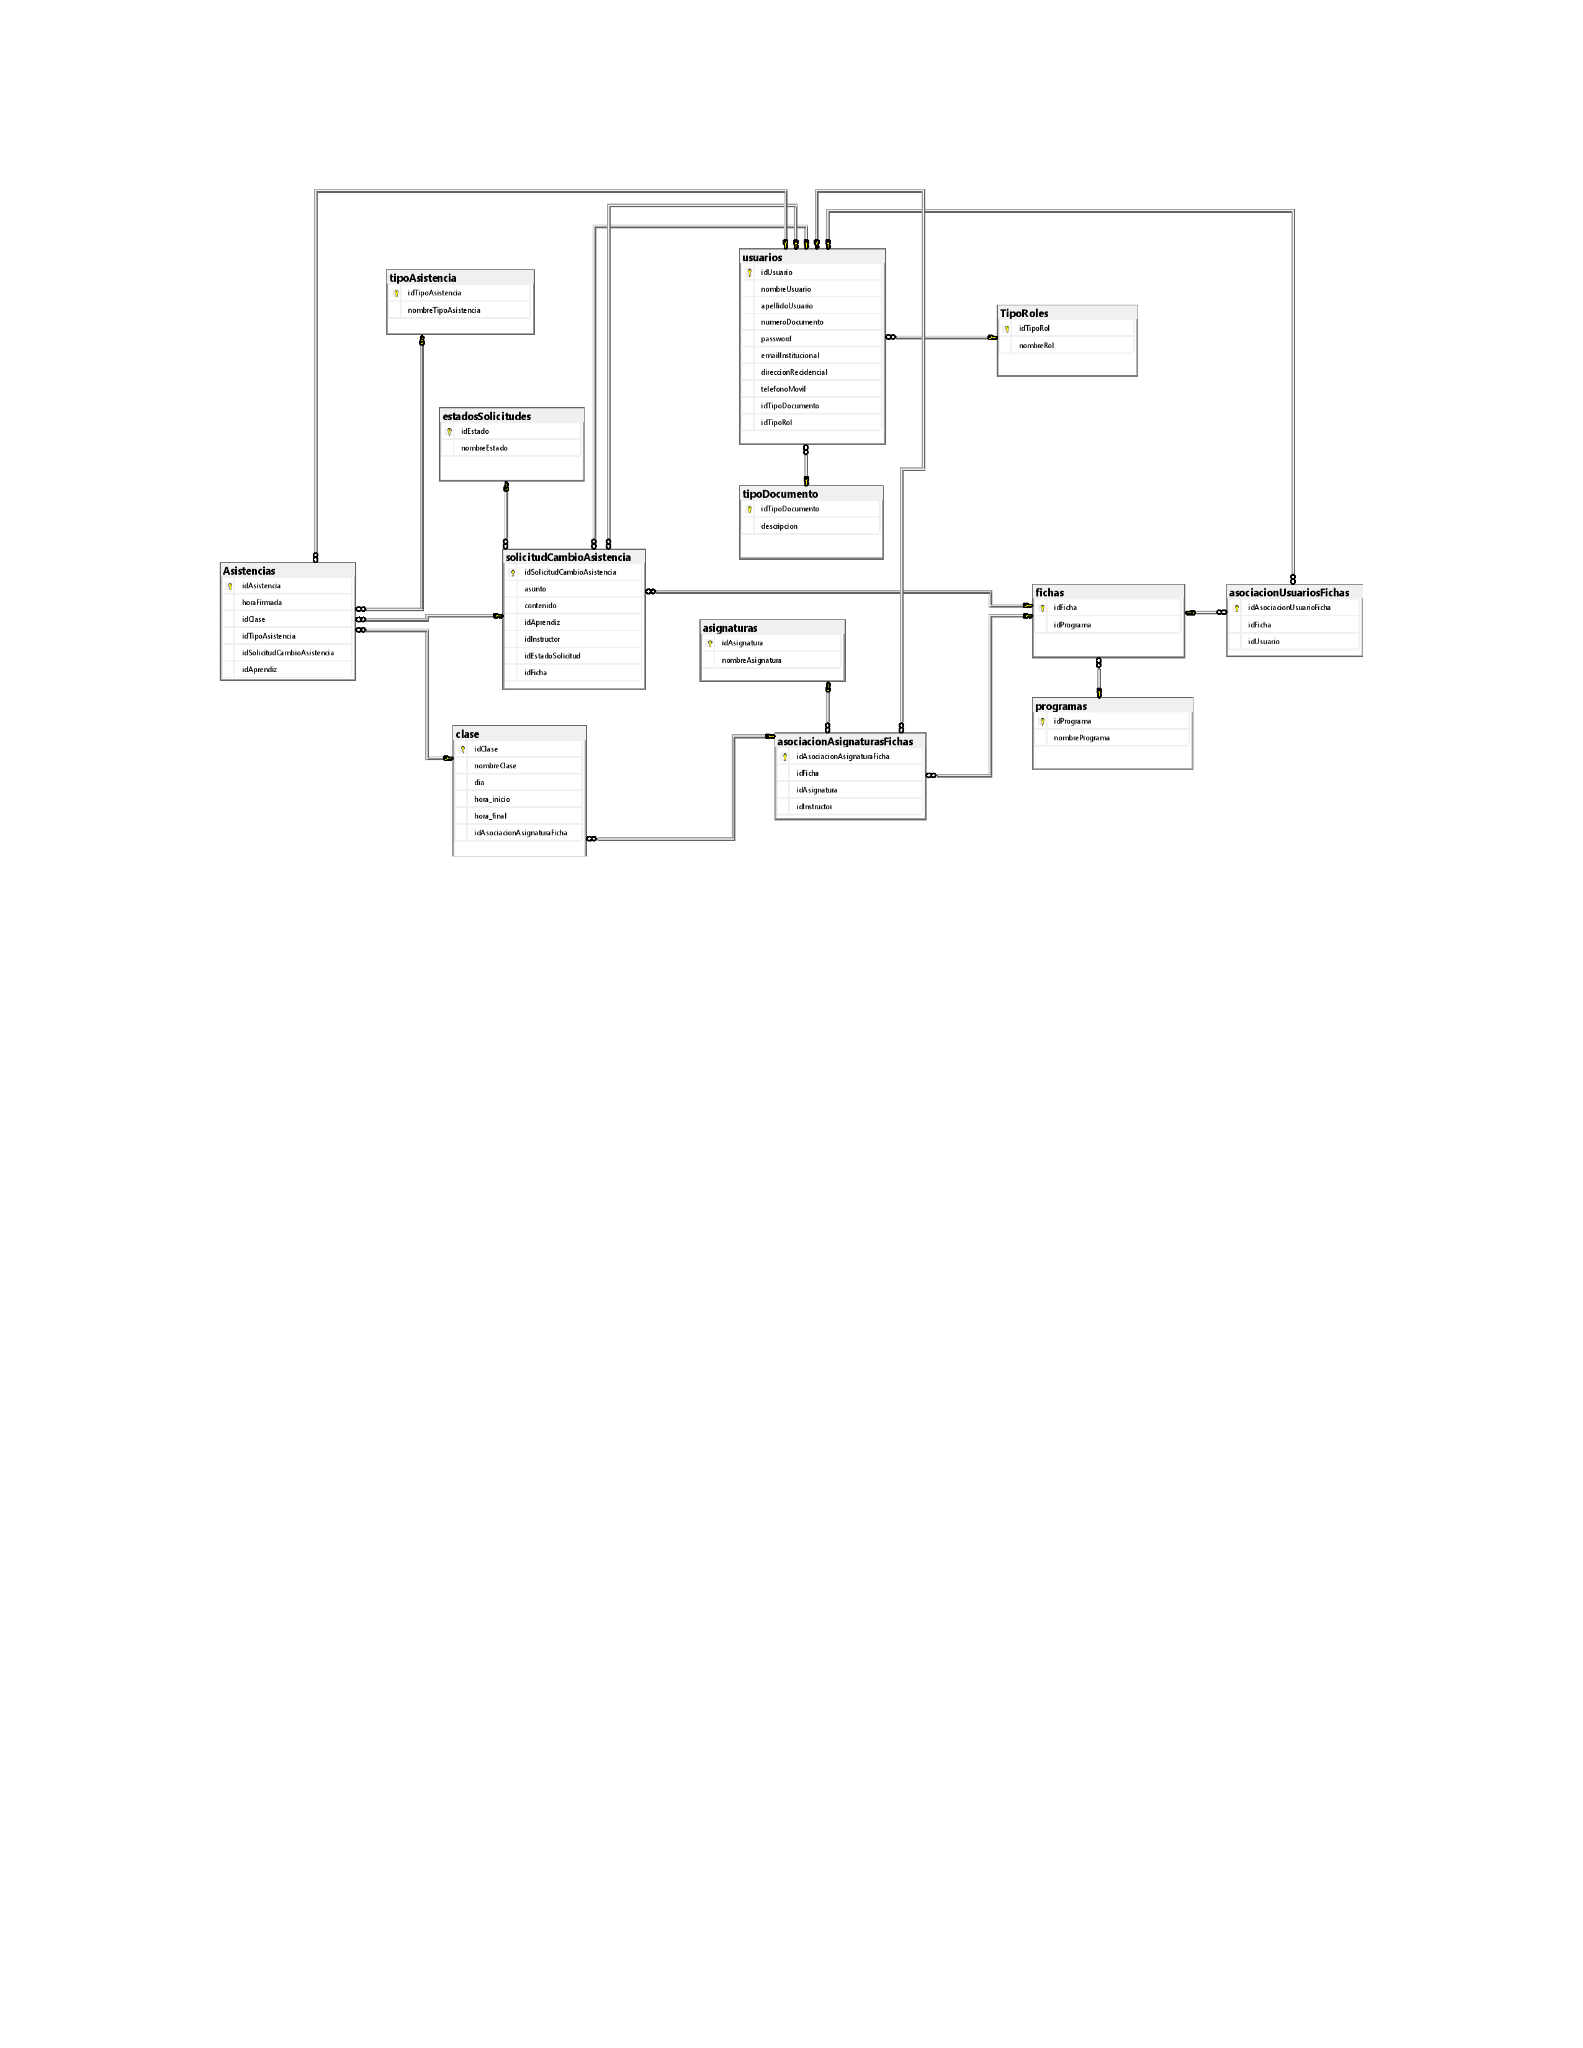 usuarios
idUsuario
nombreUsuario
apellidoUsuario
numeroDocumento
password
emailInstitucional
direccionRecidencial
telefonoMovil
idTipoDocumento
idTipoRol
tipoAsistencia
idTipoAsistencia
nombreTipoAsistencia
TipoRoles
idTipoRol
nombreRol
estadosSolicitudes
idEstado
nombreEstado
tipoDocumento
idTipoDocumento
descripcion
solicitudCambioAsistencia
idSolicitudCambioAsistencia
asunto
contenido
idAprendiz
idInstructor
idEstadoSolicitud
idFicha
Asistencias
idAsistencia
horaFirmada
idClase
idTipoAsistencia
idSolicitudCambioAsistencia
idAprendiz
fichas
idFicha
idPrograma
asociacionUsuariosFichas
idAsociacionUsuarioFicha
idFicha
idUsuario
asignaturas
idAsignatura
nombreAsignatura
programas
idPrograma
nombrePrograma
clase
idClase
nombreClase
dia
hora_inicio
hora_final
idAsociacionAsignaturaFicha
asociacionAsignaturasFichas
idAsociacionAsignaturaFicha
idFicha
idAsignatura
idInstructor